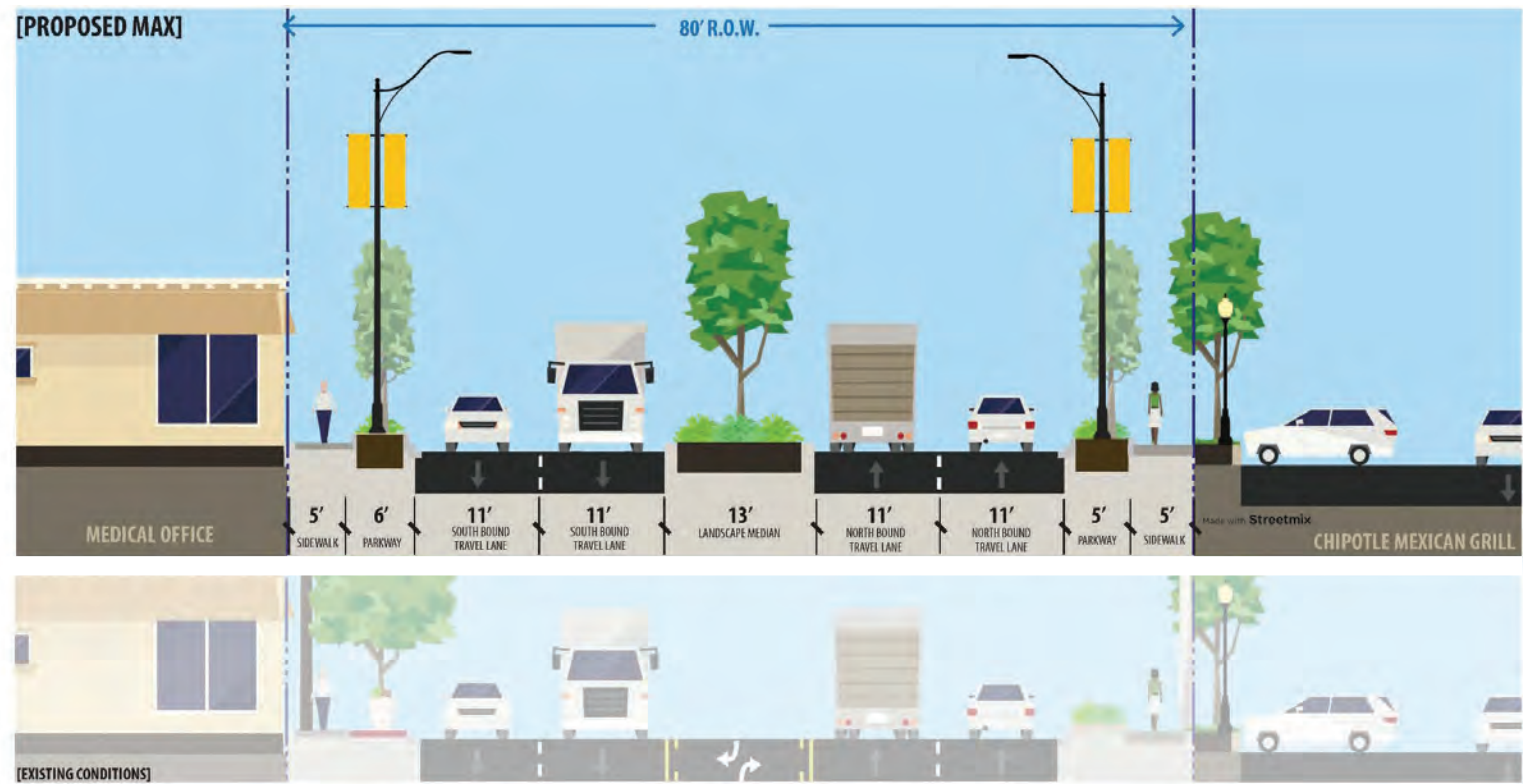 [PROPOSED MAX]
80' R.O.W.
MEDICAL OFFICE
5'
SIDEWALK
6'
PARKWAY
11'
SOUTH BOUND
TRAVEL LANE
11'
SOUTH BOUND
TRAVEL LANE
13'
LANDSCAPE MEDIAN
11'
NORTH BOUND
TRAVEL LANE
11'
NORTH BOUND
TRAVEL LANE
5'
PARKWAY
5'
SIDEWALK
Made with Streetmix
CHIPOTLE MEXICAN GRILL
[EXISTING CONDITIONS]